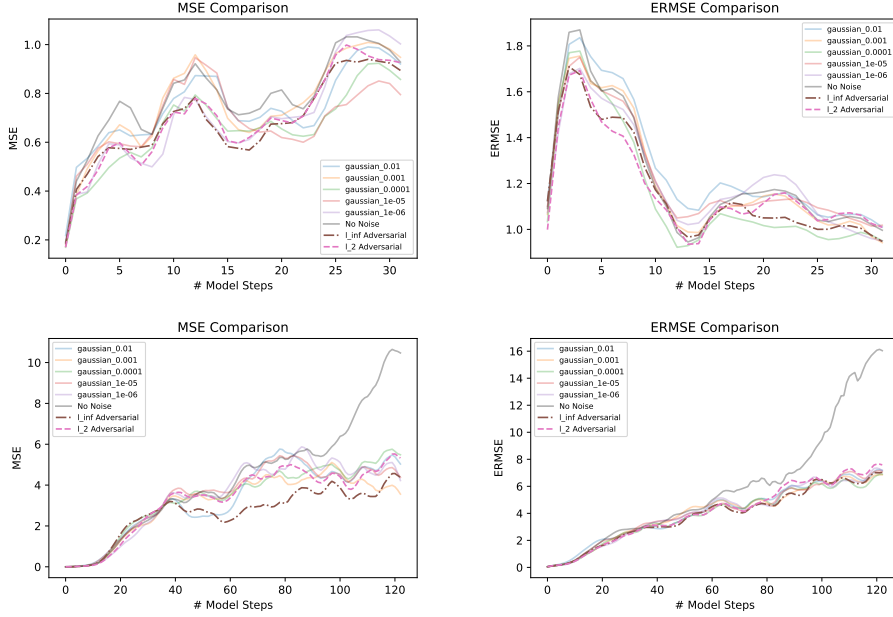 MSE Comparison
1.0
0.8
0.6
0.4
0.2
MSE
gaussian_0.01
gaussian_0.001
gaussian_0.0001
gaussian_1e-05
gaussian_1e-06
No Noise
l_inf Adversarial
l_2 Adversarial
0 5 10 15 20 25 30
# Model Steps
ERMSE Comparison
1.8
1.6
1.4
1.2
1.0
ERMSE
gaussian_0.01
gaussian_0.001
gaussian_0.0001
gaussian_1e-05
gaussian_1e-06
No Noise
l_inf Adversarial
l_2 Adversarial
0 5 10 15 20 25 30
# Model Steps
MSE Comparison
10
8
6
4
2
0
MSE
gaussian_0.01
gaussian_0.001
gaussian_0.0001
gaussian_1e-05
gaussian_1e-06
No Noise
l_inf Adversarial
l_2 Adversarial
0 20 40 60 80 100 120
# Model Steps
ERMSE Comparison
16
14
12
10
8
6
4
2
0
ERMSE
gaussian_0.01
gaussian_0.001
gaussian_0.0001
gaussian_1e-05
gaussian_1e-06
No Noise
l_inf Adversarial
l_2 Adversarial
0 20 40 60 80 100 120
# Model Steps